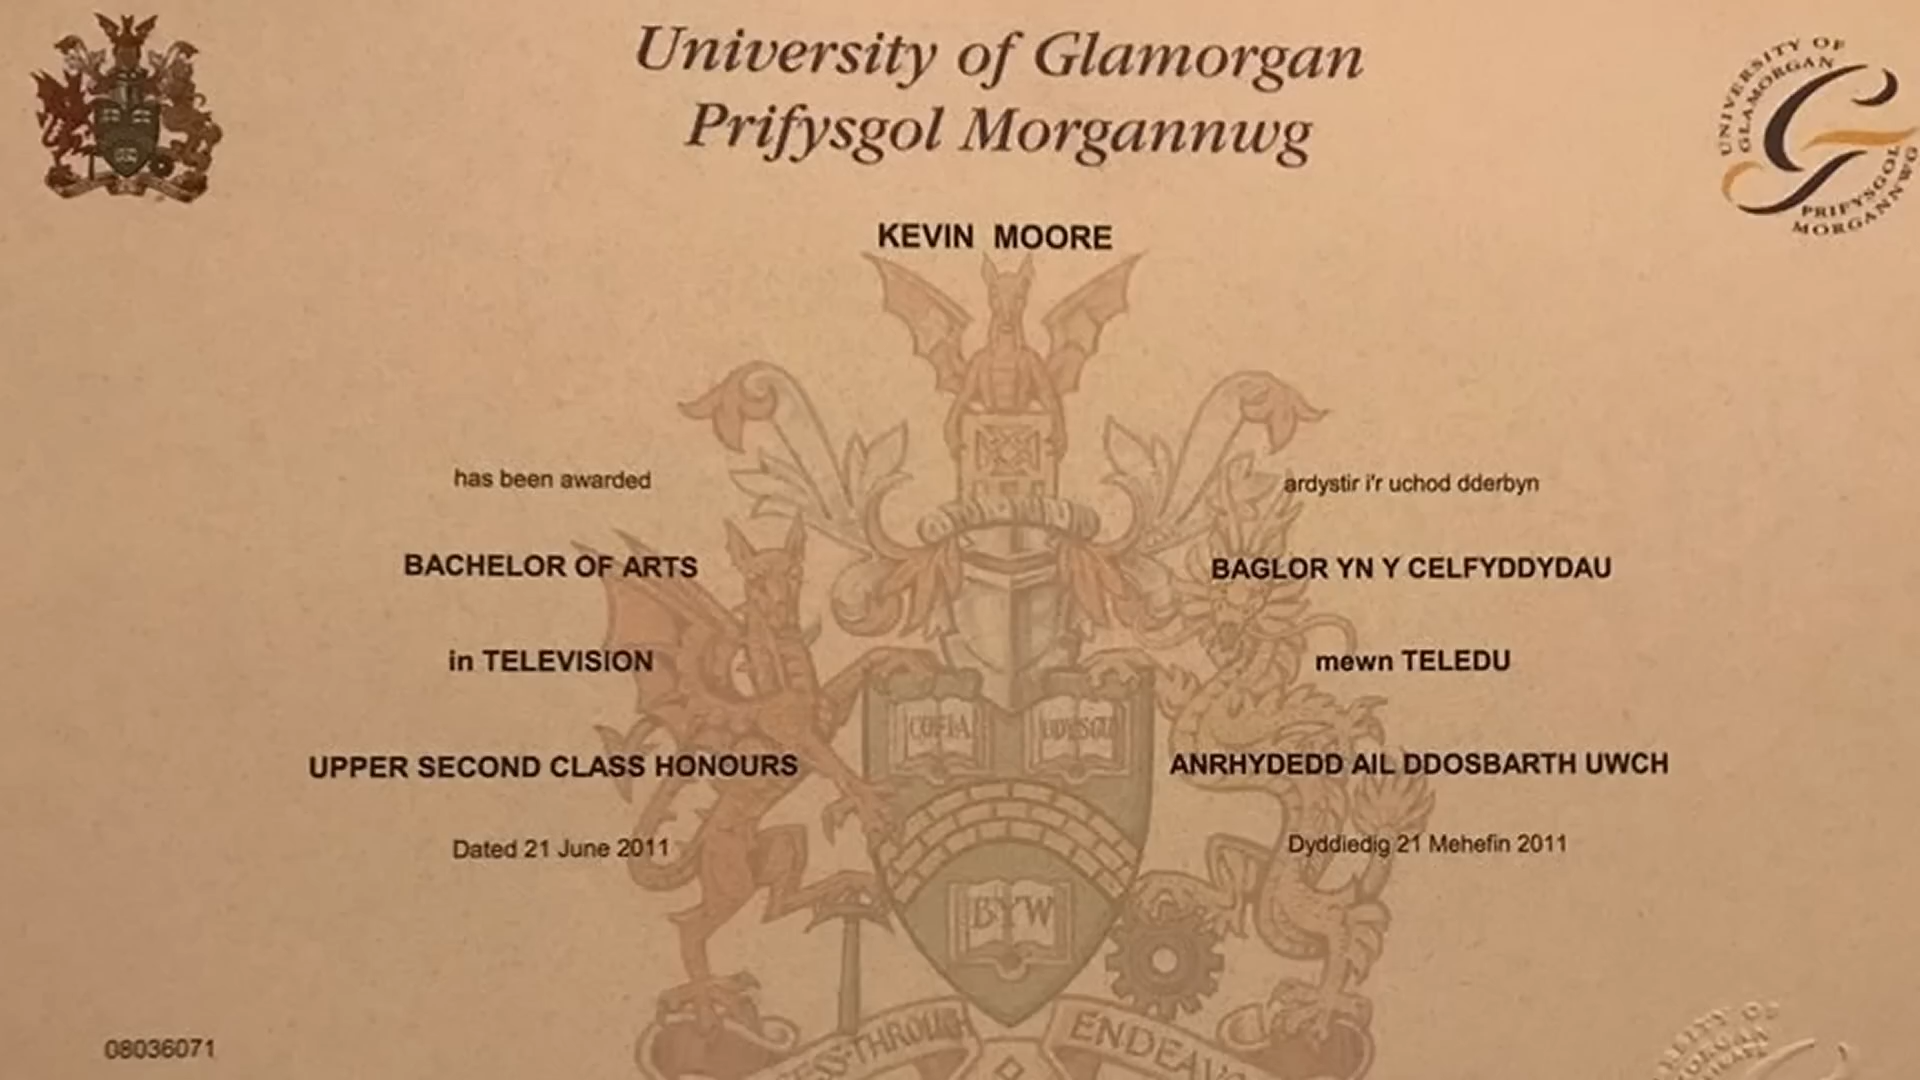 University of Glamorgan
Prifysgol Morgannwg
UNIVERSITY OF
GLAMORGAN
PRIFYSGOL
MORGANNWG
KEVIN MOORE
has been awarded
BACHELOR OF ARTS
in TELEVISION
UPPER SECOND CLASS HONOURS
Dated 21 June 2011
ardystir i'r uchod dderbyn
BAGLOR YN Y CELFYDDYDAU
mewn TELEDU
ANRHYDEDD AIL DDOSBARTH UWCH
Dyddiedig 21 Mehefin 2011
BYW
08036071